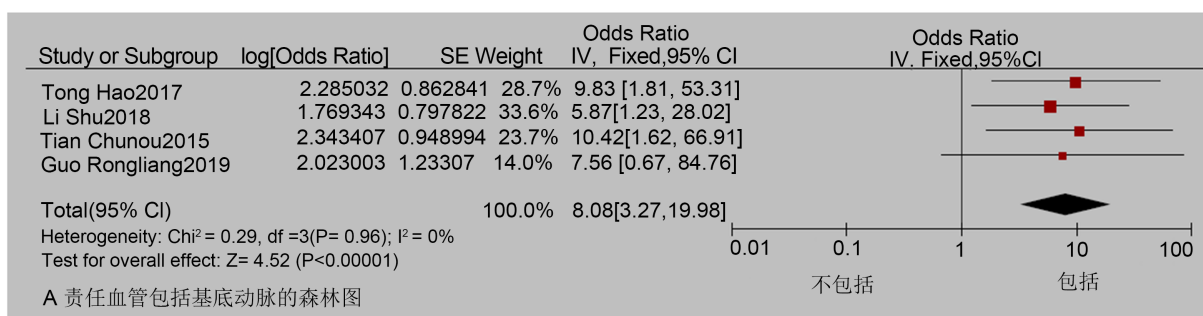 Odds Ratio Odds Ratio
Study or Subgroup log[Odds Ratio] SE Weight IV, Fixed,95% CI IV. Fixed,95%CI
Tong Hao2017 2.285032 0.862841 28.7% 9.83 [1.81, 53.31]
Li Shu2018 1.769343 0.797822 33.6% 5.87[1.23, 28.02]
Tian Chunou2015 2.343407 0.948994 23.7% 10.42[1.62, 66.91]
Guo Rongliang2019 2.023003 1.23307 14.0% 7.56 [0.67, 84.76]
Total(95% CI) 100.0% 8.08[3.27,19.98]
Heterogeneity: Chi² = 0.29, df =3(P= 0.96); I² = 0%
Test for overall effect: Z= 4.52 (P<0.00001)
0.01 0.1 1 10 100
不包括 包括
A 责任血管包括基底动脉的森林图